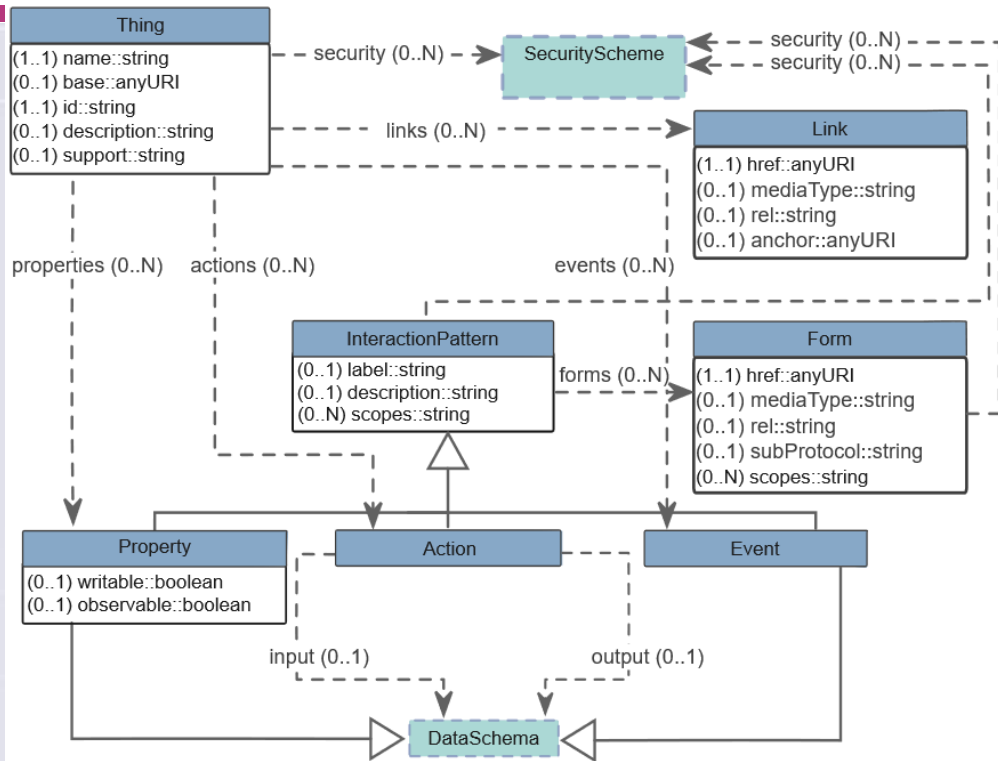 Thing
(1..1) name::string
(0..1) base::anyURI
(1..1) id::string
(0..1) description::string
(0..1) support::string
security (0..N)
SecurityScheme
security (0..N)
security (0..N)
links (0..N)
Link
(1..1) href::anyURI
(0..1) mediaType::string
(0..1) rel::string
(0..1) anchor::anyURI
properties (0..N)
actions (0..N)
events (0..N)
InteractionPattern
(0..1) label::string
(0..1) description::string
(0..N) scopes::string
forms (0..N)
Form
(1..1) href::anyURI
(0..1) mediaType::string
(0..1) rel::string
(0..1) subProtocol::string
(0..N) scopes::string
Property
(0..1) writable::boolean
(0..1) observable::boolean
Action
Event
input (0..1)
output (0..1)
DataSchema